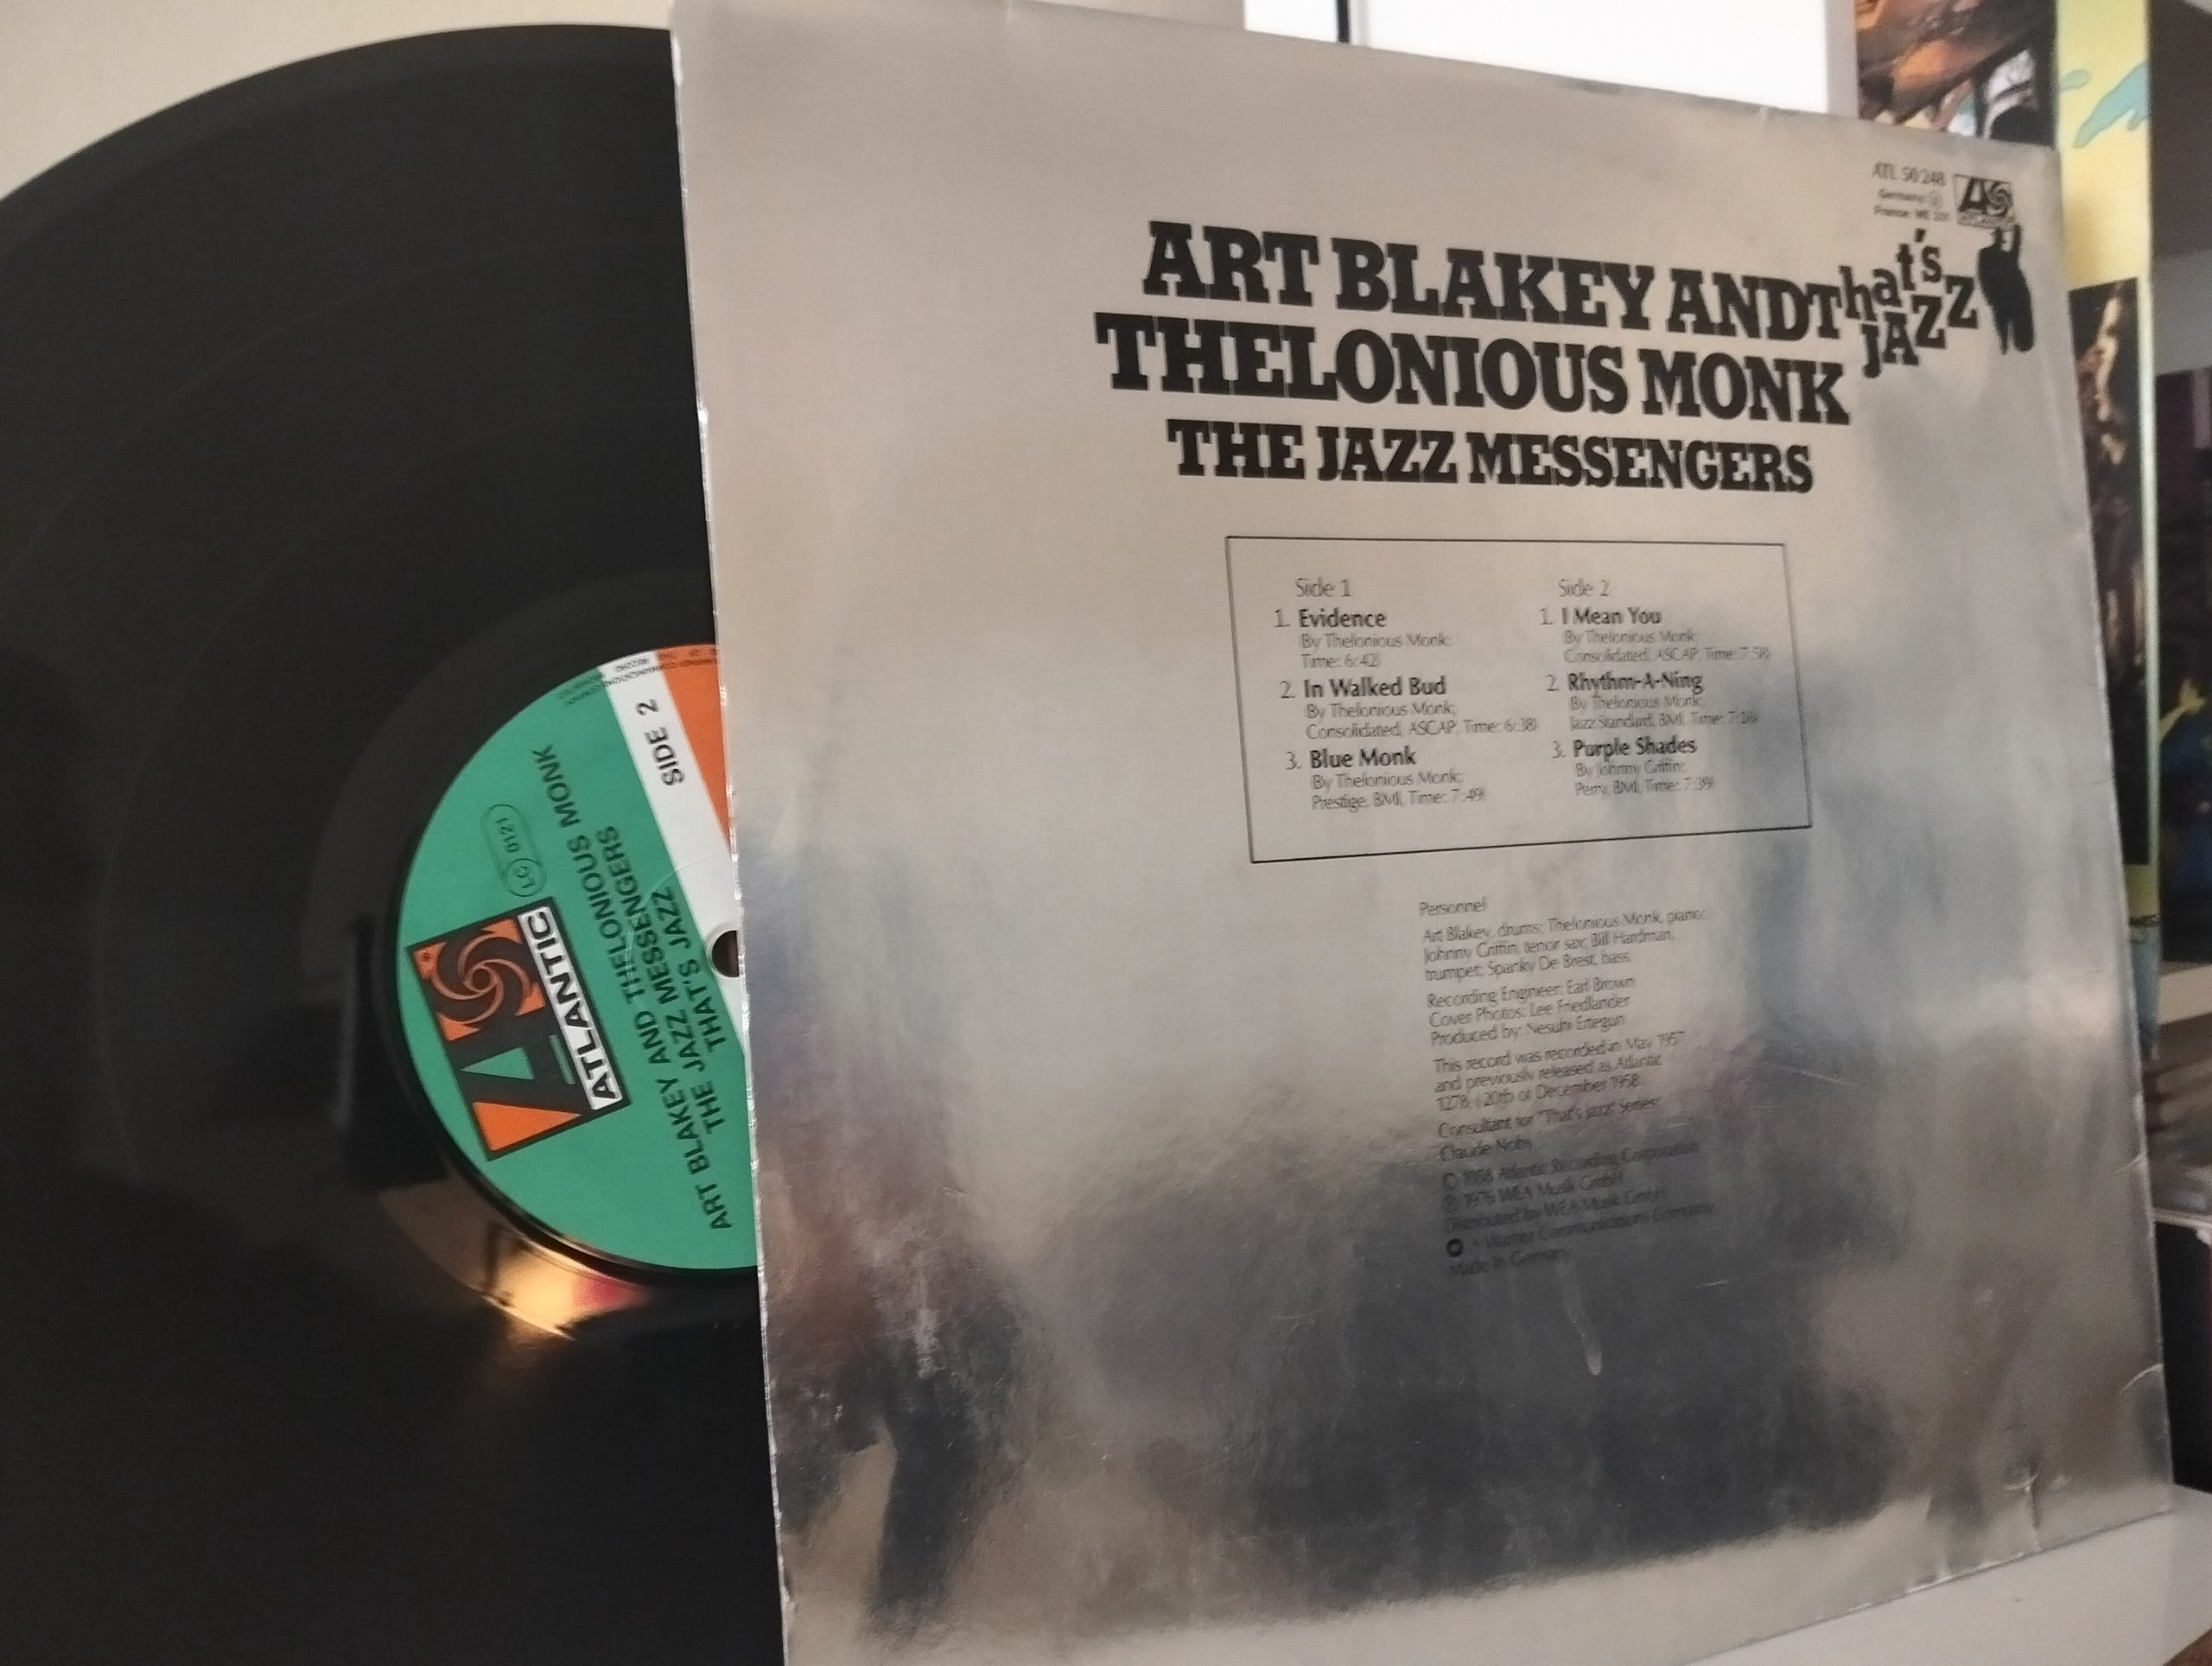 ATL 50 248
Germany:
France: WE
ART BLAKEY AND
That's
JAZZ
THELONIOUS MONK
THE JAZZ MESSENGERS
Side 1
1. Evidence
(By Thelonious Monk;
Time: 6:42)
2. In Walked Bud
(By Thelonious Monk;
Consolidated, ASCAP, Time: 6:38)
3. Blue Monk
(By Thelonious Monk;
Prestige, BMI, Time: 7:49)
Side 2
1. I Mean You
(By Thelonious Monk;
Consolidated, ASCAP, Time: 7:58)
2. Rhythm-A-Ning
(By Thelonious Monk;
Jazz Standard, BMI, Time: 7:16)
3. Purple Shades
(By Johnny Griffin;
Perry, BMI, Time: 7:39)
Personnel
Art Blakey, drums; Thelonious Monk, piano;
Johnny Griffin, tenor sax; Bill Hardman,
trumpet; Spanky De Brest, bass.
Recording Engineer: Earl Brown
Cover Photos: Lee Friedlander
Produced by: Nesuhi Ertegun
This record was recorded in May 1957
and previously released as Atlantic
1278, (20th of December 1958
Consultant for "That's Jazz" Series:
Claude Nobs
© 1958 Atlantic Recording Corporation
℗ 1976 WEA Musik GmbH
Distributed by WEA Musik GmbH
A Warner Communications Company
Made in Germany
SIDE 2
LC 0121
ATLANTIC
ART BLAKEY AND THELONIOUS MONK
THE JAZZ MESSENGERS
THAT'S JAZZ